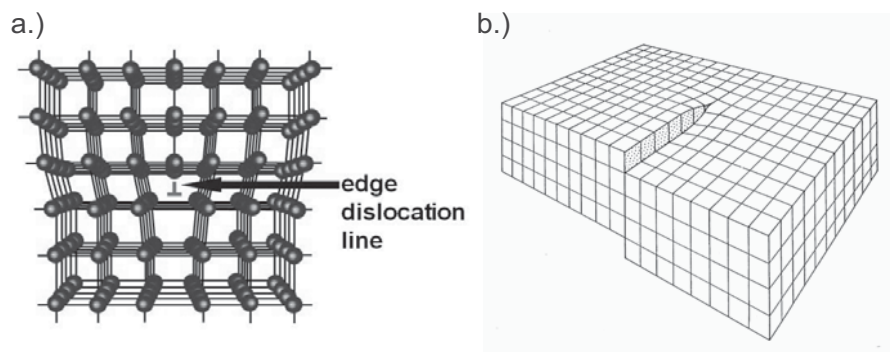 a.)
b.)
edge
dislocation
line